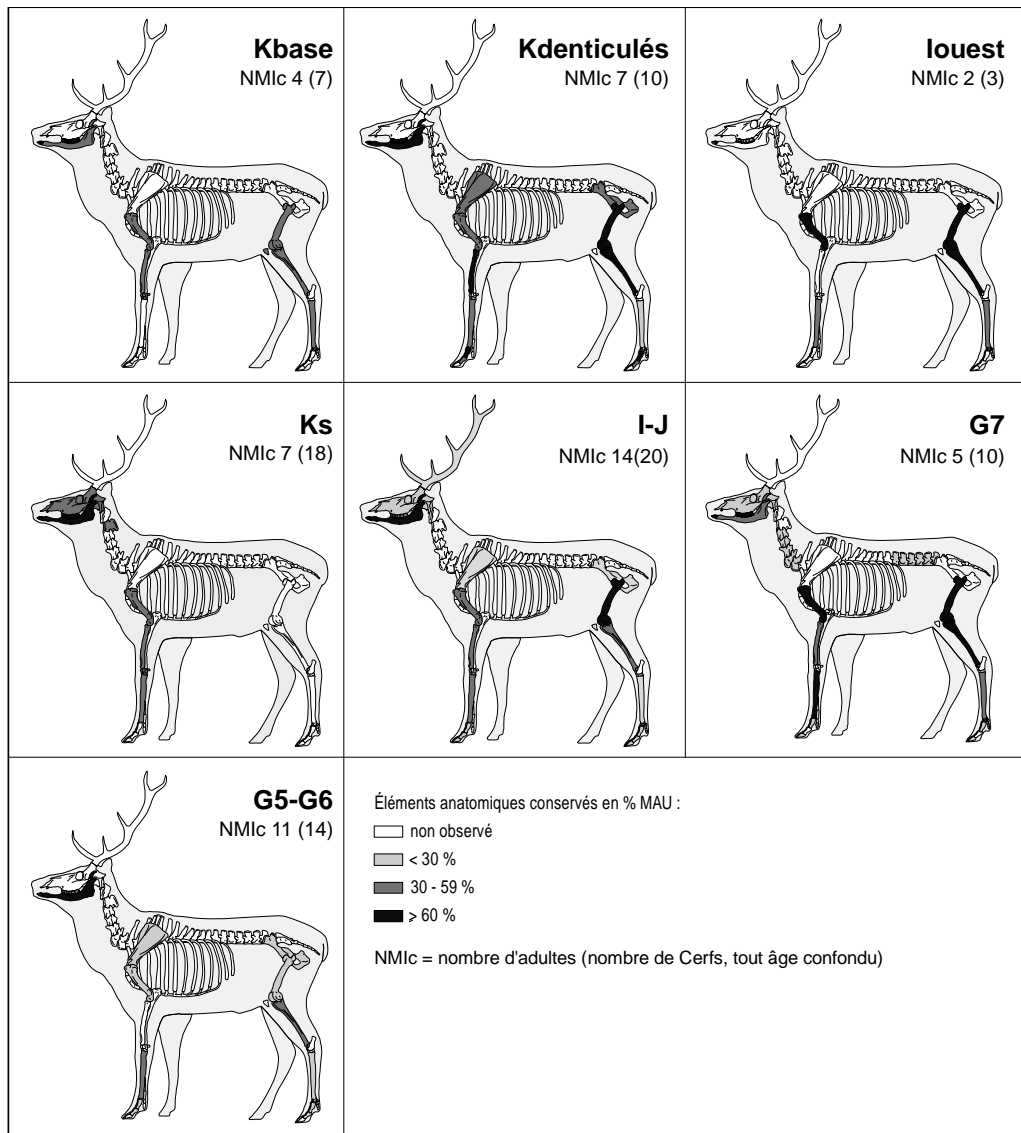 Kbase
NMIc 4 (7)
Kdenticulés
NMIc 7 (10)
Iouest
NMIc 2 (3)
Ks
NMIc 7 (18)
I-J
NMIc 14(20)
G7
NMIc 5 (10)
G5-G6
NMIc 11 (14)
Éléments anatomiques conservés en % MAU :
non observé
< 30 %
30 - 59 %
⩾ 60 %
NMIc = nombre d'adultes (nombre de Cerfs, tout âge confondu)